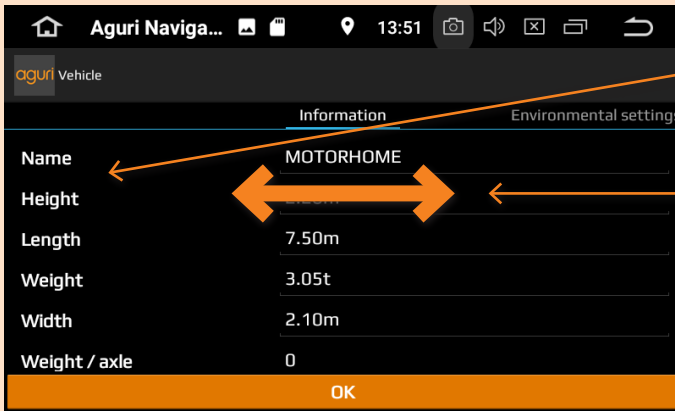 Aguri Naviga... 13:51
aguri Vehicle
Information Environmental settings
Name MOTORHOME
Height
Length 7.50m
Weight 3.05t
Width 2.10m
Weight / axle 0
OK